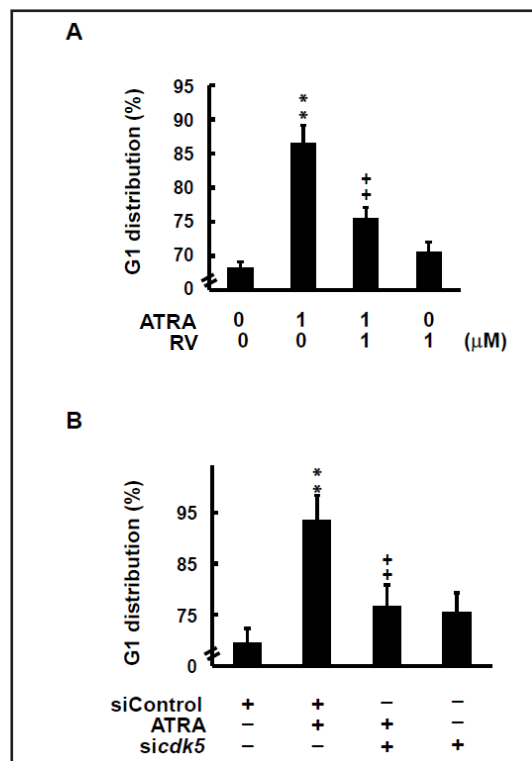 A
G1 distribution (%)
95
90
85
80
75
70
0
**
++
ATRA 0 1 1 0
RV 0 0 1 1 (μM)
B
G1 distribution (%)
95
85
75
0
**
++
siControl + + – –
ATRA – + + –
sicdk5 – – + +